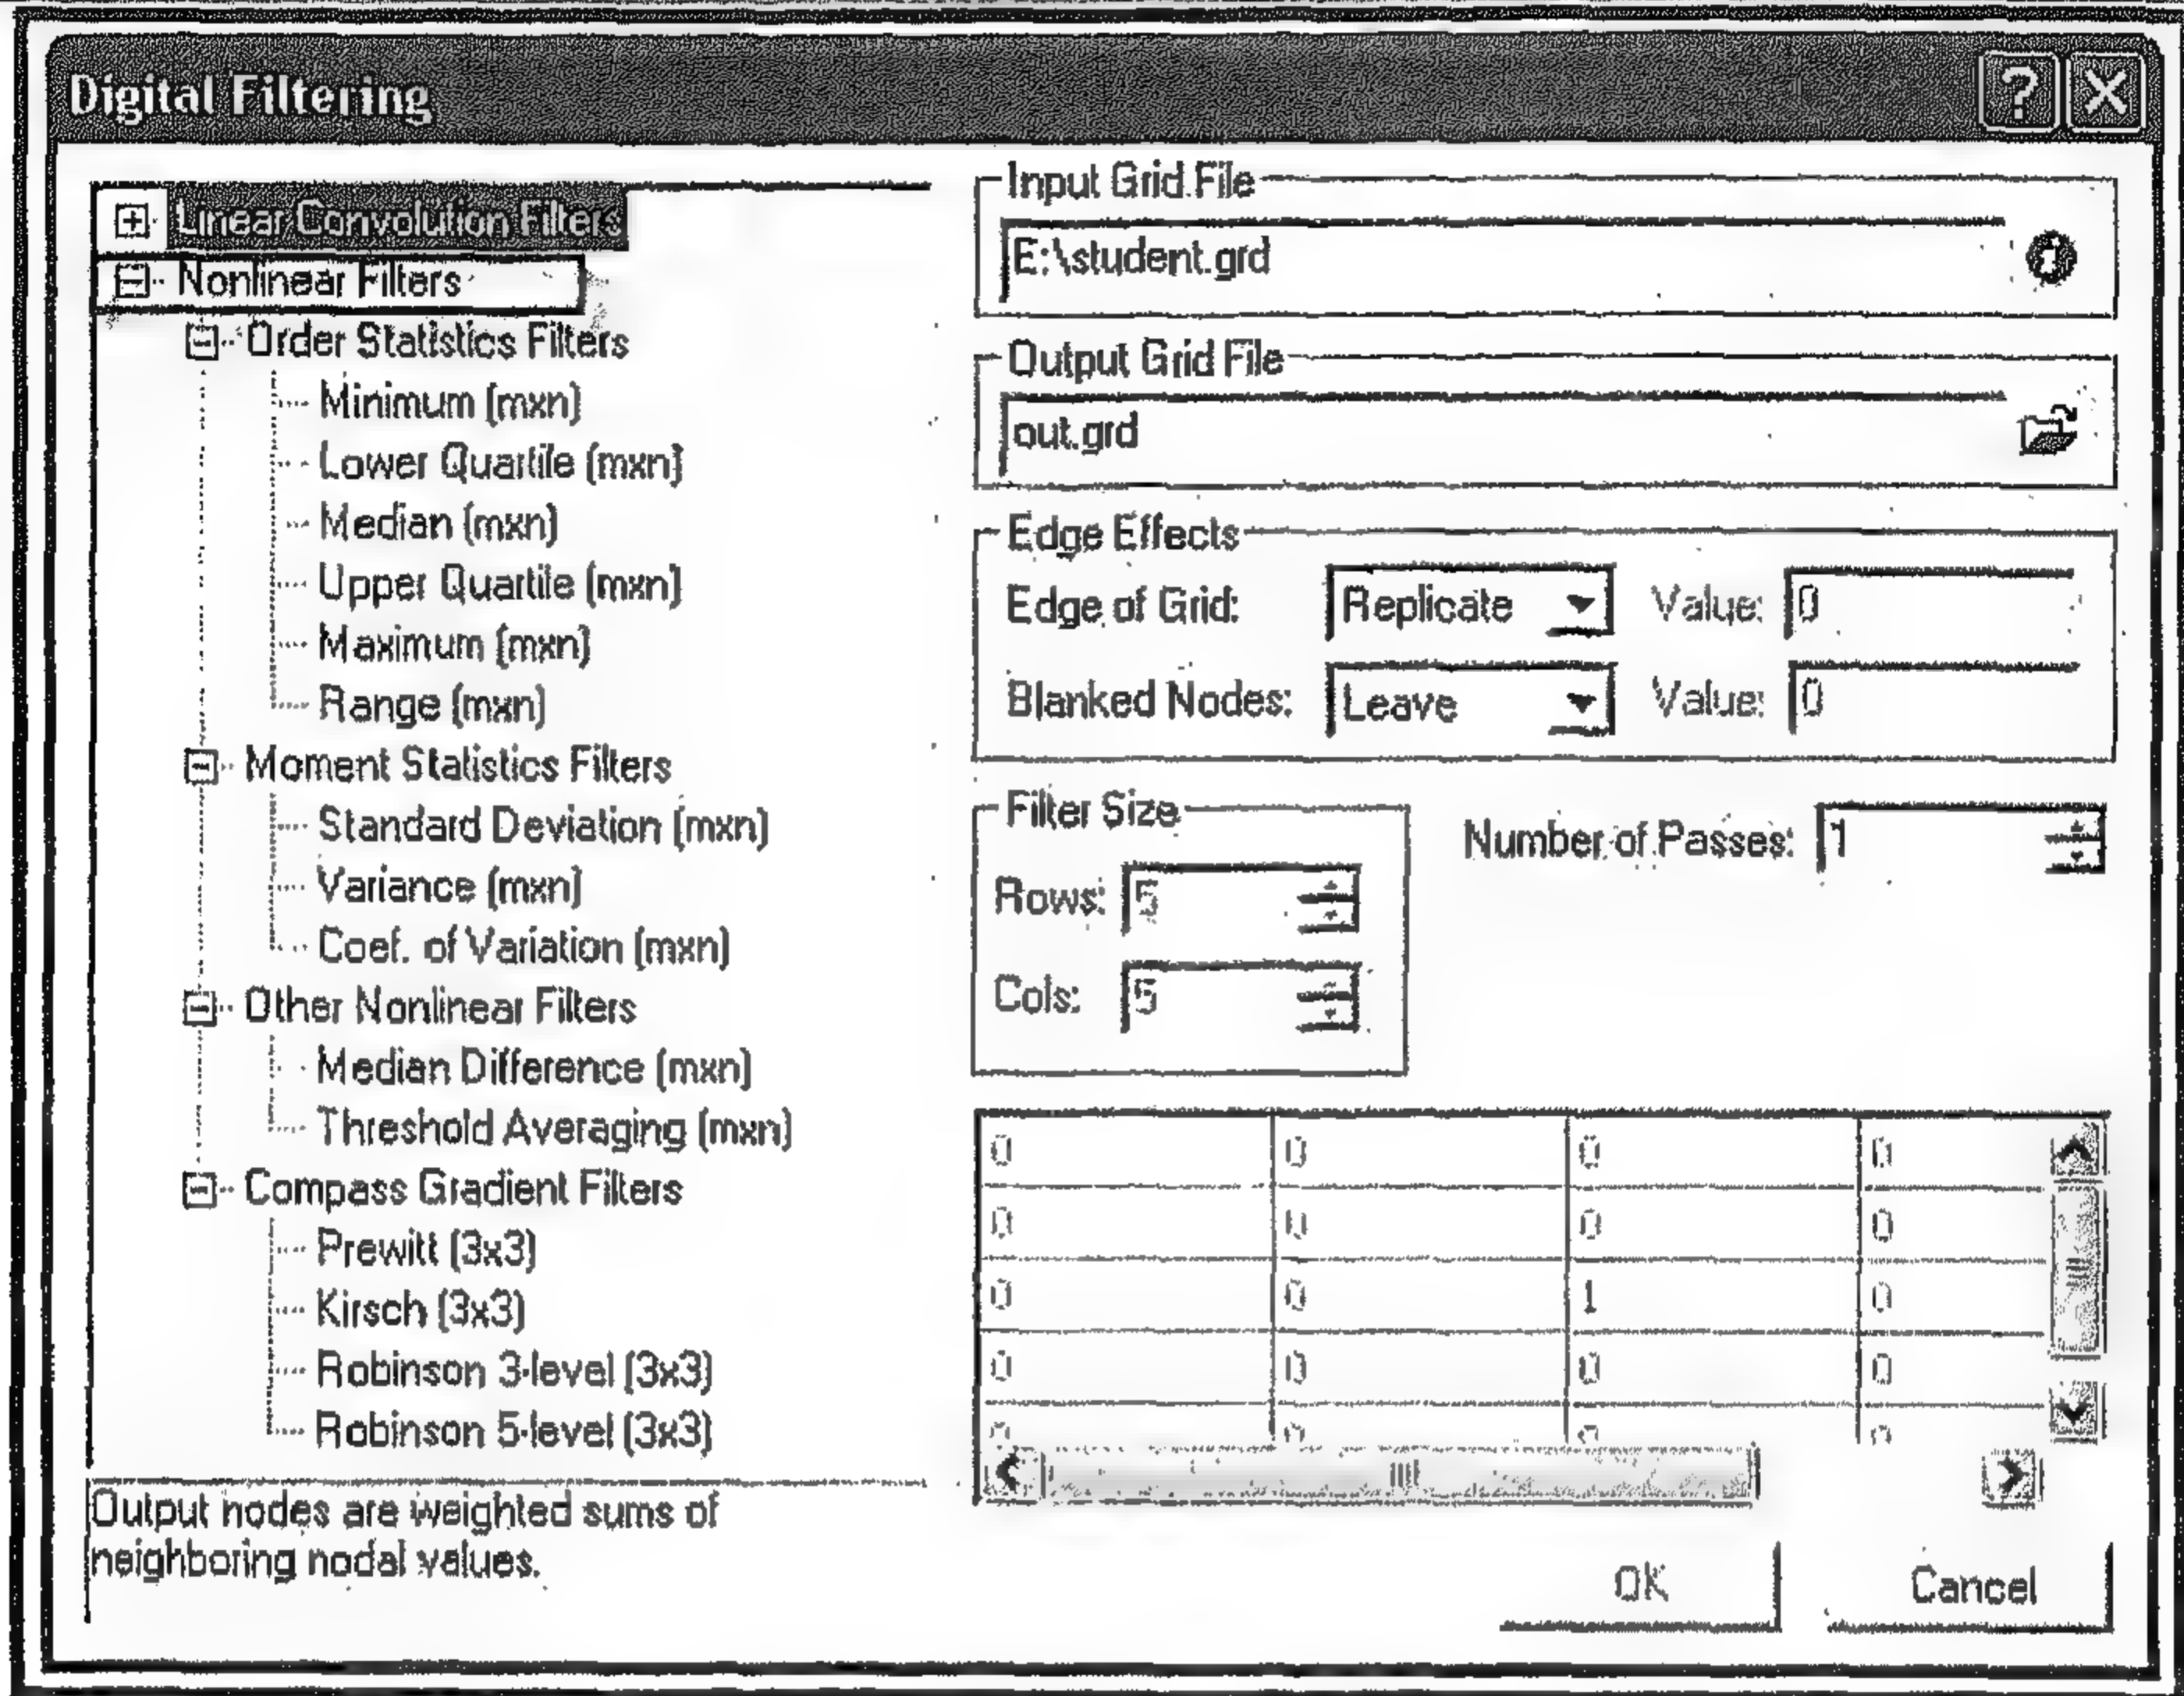 Digital Filtering
Linear Convolution Filters
Nonlinear Filters
Order Statistics Filters
Minimum (mxn)
Lower Quartile (mxn)
Median (mxn)
Upper Quartile (mxn)
Maximum (mxn)
Range (mxn)
Moment Statistics Filters
Standard Deviation (mxn)
Variance (mxn)
Coef. of Variation (mxn)
Other Nonlinear Filters
Median Difference (mxn)
Threshold Averaging (mxn)
Compass Gradient Filters
Prewitt (3x3)
Kirsch (3x3)
Robinson 3-level (3x3)
Robinson 5-level (3x3)
Output nodes are weighted sums of
neighboring nodal values.
Input Grid File
E:\student.grd
Output Grid File
out.grd
Edge Effects
Edge of Grid: Replicate Value: 0
Blanked Nodes: Leave Value: 0
Filter Size
Rows: 5
Cols: 5
Number of Passes: 1
0 0 0 0
0 0 0 0
0 0 1 0
0 0 0 0
0 0 0 0
OK Cancel